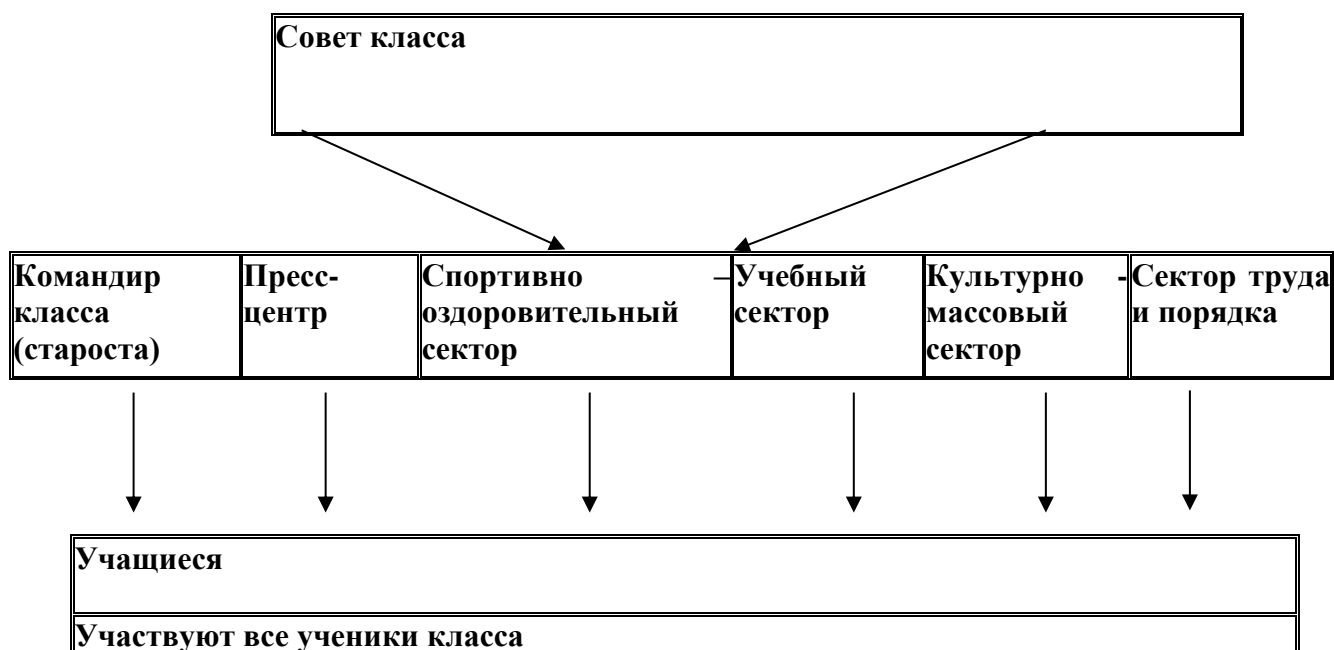 Совет класса
Командир
класса
(староста)
Пресс-
центр
Спортивно –
оздоровительный
сектор
Учебный
сектор
Культурно -
массовый
сектор
Сектор труда
и порядка
Учащиеся
Участвуют все ученики класса